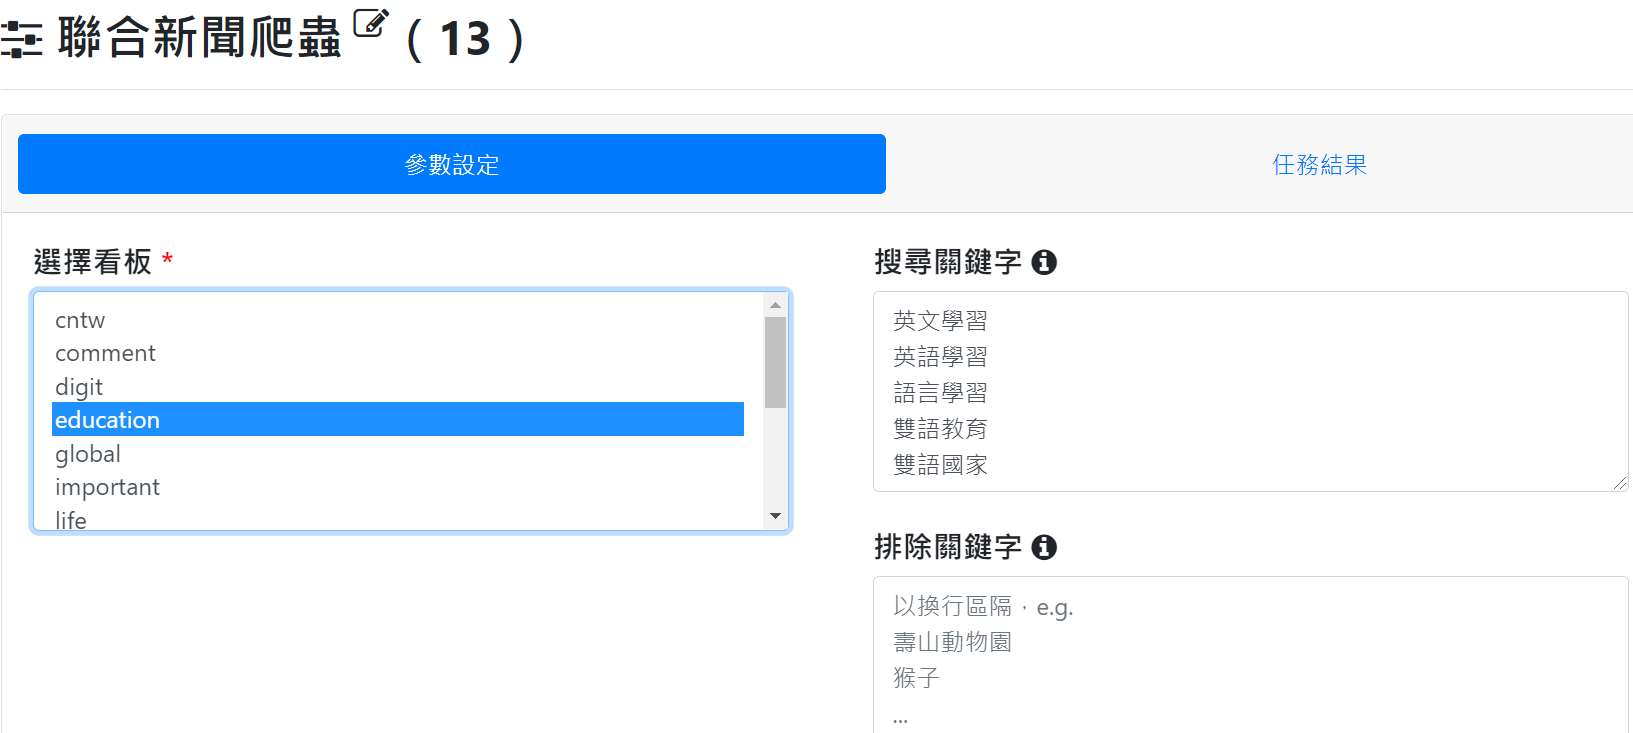 聯合新聞爬蟲 ( 13 )
參數設定
任務結果
選擇看板 *
cntw
comment
digit
education
global
important
life
搜尋關鍵字
英文學習
英語學習
語言學習
雙語教育
雙語國家
排除關鍵字
以換行區隔，e.g.
壽山動物園
猴子
...